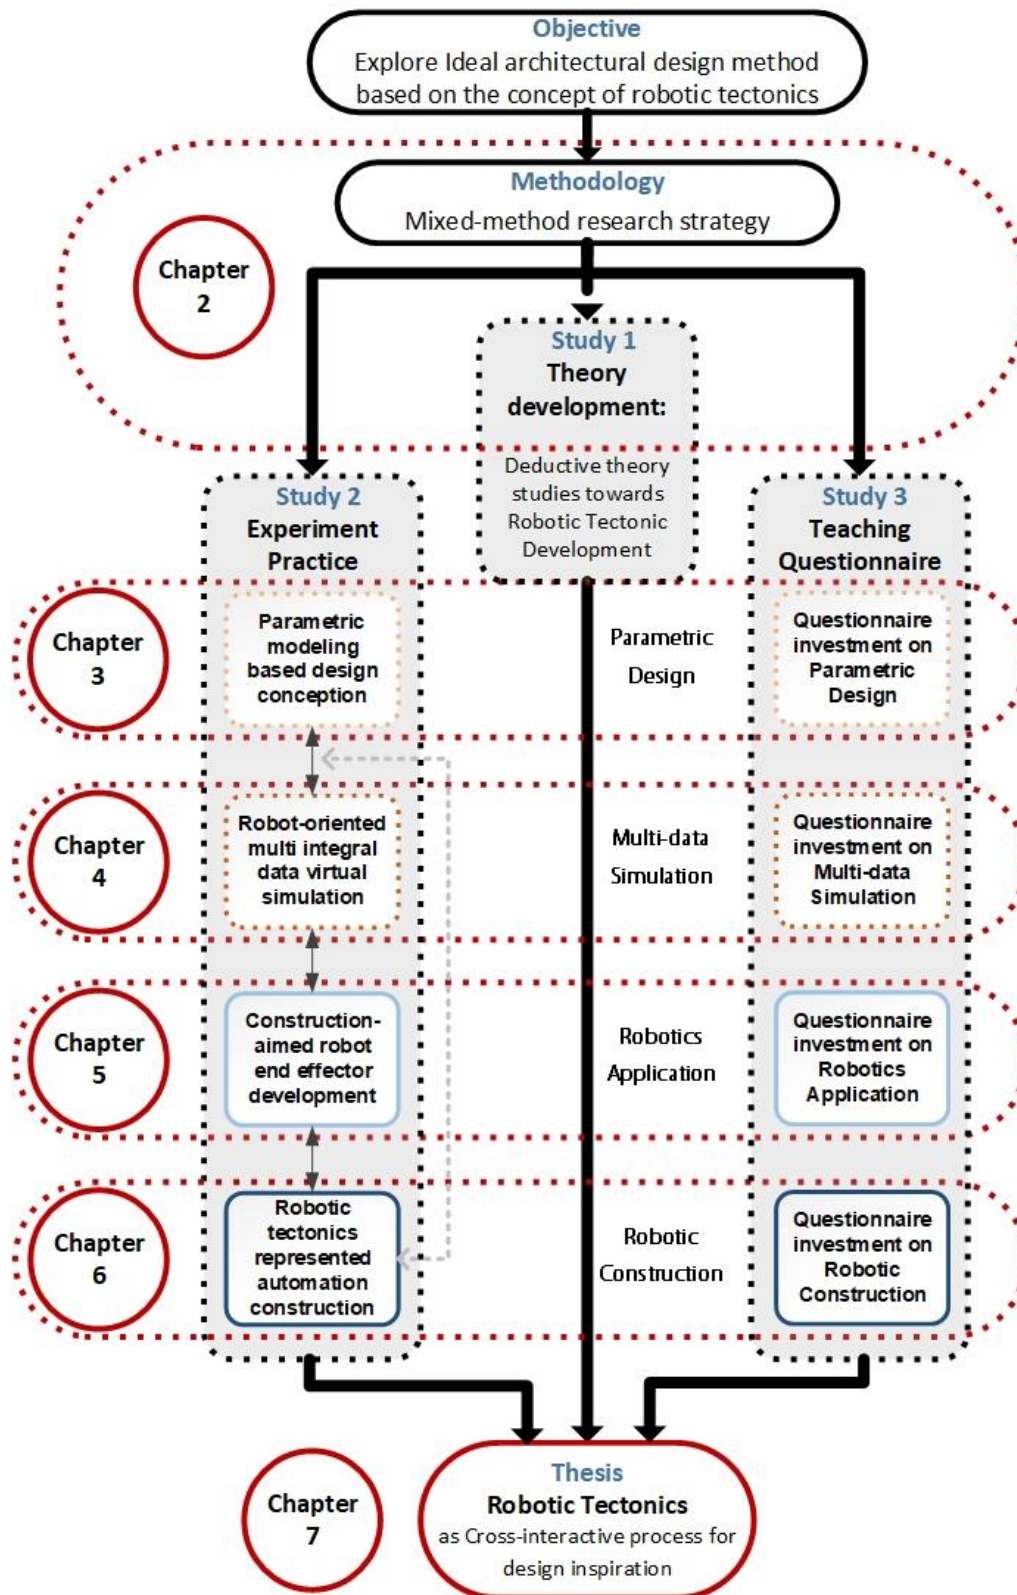 Objective
Explore Ideal architectural design method
based on the concept of robotic tectonics
Methodology
Mixed-method research strategy
Chapter
2
Study 1
Theory
development:
Deductive theory
studies towards
Robotic Tectonic
Development
Study 2
Experiment
Practice
Study 3
Teaching
Questionnaire
Chapter
3
Parametric
modeling
based design
conception
Parametric
Design
Questionnaire
investment on
Parametric
Design
Chapter
4
Robot-oriented
multi integral
data virtual
simulation
Multi-data
Simulation
Questionnaire
investment on
Multi-data
Simulation
Chapter
5
Construction-
aimed robot
end effector
development
Robotics
Application
Questionnaire
investment on
Robotics
Application
Chapter
6
Robotic
tectonics
represented
automation
construction
Robotic
Construction
Questionnaire
investment on
Robotic
Construction
Chapter
7
Thesis
Robotic Tectonics
as Cross-interactive process for
design inspiration